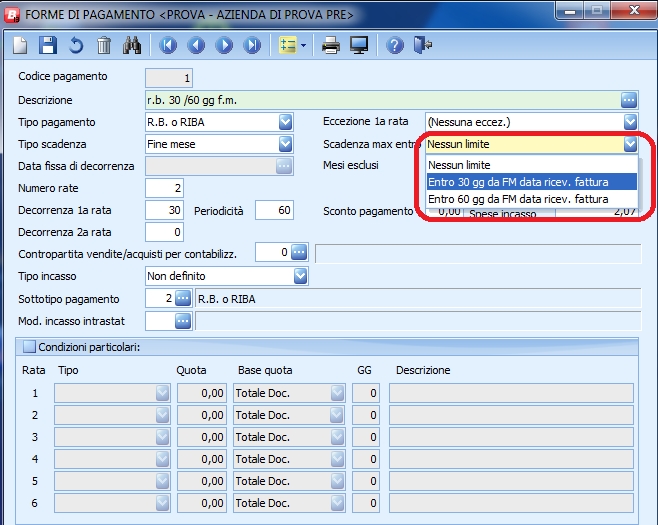 B FORME DI PAGAMENTO <PROVA - AZIENDA DI PROVA PRE>
Codice pagamento 1
Descrizione r.b. 30 /60 gg f.m. ...
Tipo pagamento R.B. o RIBA Eccezione 1a rata (Nessuna eccez.)
Tipo scadenza Fine mese Scadenza max entro Nessun limite
Data fissa di decorrenza ... Mesi esclusi Nessun limite
Entro 30 gg da FM data ricev. fattura
Numero rate 2
Entro 60 gg da FM data ricev. fattura
Decorrenza 1a rata 30 Periodicità 60 Sconto pagamento 0,00 Spese incasso 2,07
Decorrenza 2a rata 0
Contropartita vendite/acquisti per contabilizz. 0 ...
Tipo incasso Non definito
Sottotipo pagamento 2 ... R.B. o RIBA
Mod. incasso intrastat ...
Condizioni particolari:
Rata Tipo Quota Base quota GG Descrizione
1 0,00 Totale Doc. 0
2 0,00 Totale Doc. 0
3 0,00 Totale Doc. 0
4 0,00 Totale Doc. 0
5 0,00 Totale Doc. 0
6 0,00 Totale Doc. 0